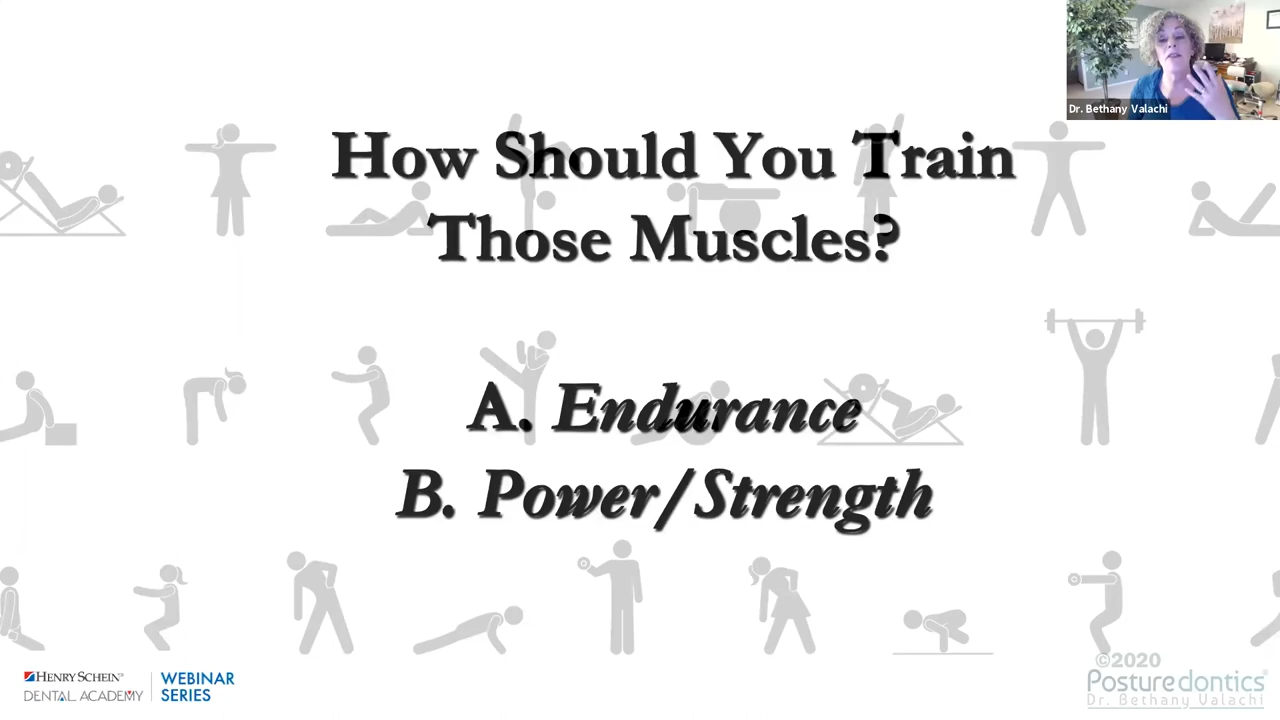 Dr. Bethany Valachi
How Should You Train
Those Muscles?
A. Endurance
B. Power/Strength
HENRY SCHEIN®
DENTAL ACADEMY
WEBINAR
SERIES
©2020
Posturedontics®
Dr. Bethany Valachi